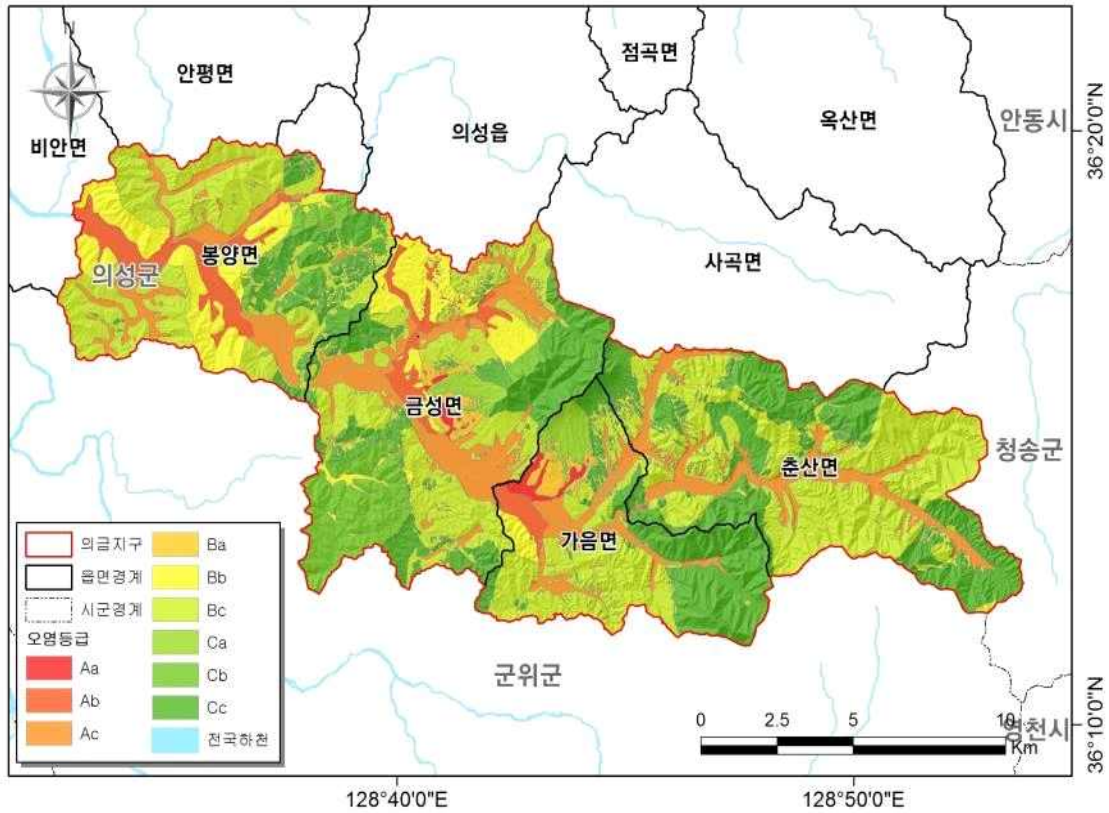 N
안평면
점곡면
비안면
의성읍
옥산면
안동시
36°20'0"N
봉양면
의성군
사곡면
금성면
춘산면
청송군
가음면
의금지구
읍면경계
시군경계
오염등급
Aa
Ab
Ac
Ba
Bb
Bc
Ca
Cb
Cc
전국하천
군위군
0 2.5 5 10
Km
영천시
36°10'0"N
128°40'0"E
128°50'0"E